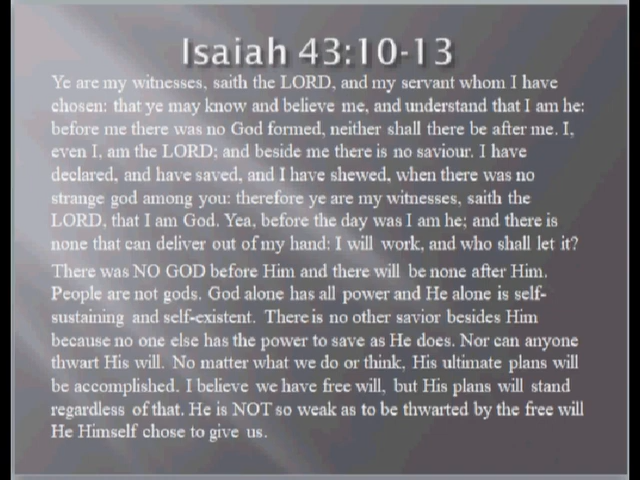 Isaiah 43:10-13
Ye are my witnesses, saith the LORD, and my servant whom I have
chosen: that ye may know and believe me, and understand that I am he:
before me there was no God formed, neither shall there be after me. I,
even I, am the LORD; and beside me there is no saviour. I have
declared, and have saved, and I have shewed, when there was no
strange god among you: therefore ye are my witnesses, saith the
LORD, that I am God. Yea, before the day was I am he; and there is
none that can deliver out of my hand: I will work, and who shall let it?
There was NO GOD before Him and there will be none after Him.
People are not gods. God alone has all power and He alone is self-
sustaining and self-existent. There is no other savior besides Him
because no one else has the power to save as He does. Nor can anyone
thwart His will. No matter what we do or think, His ultimate plans will
be accomplished. I believe we have free will, but His plans will stand
regardless of that. He is NOT so weak as to be thwarted by the free will
He Himself chose to give us.